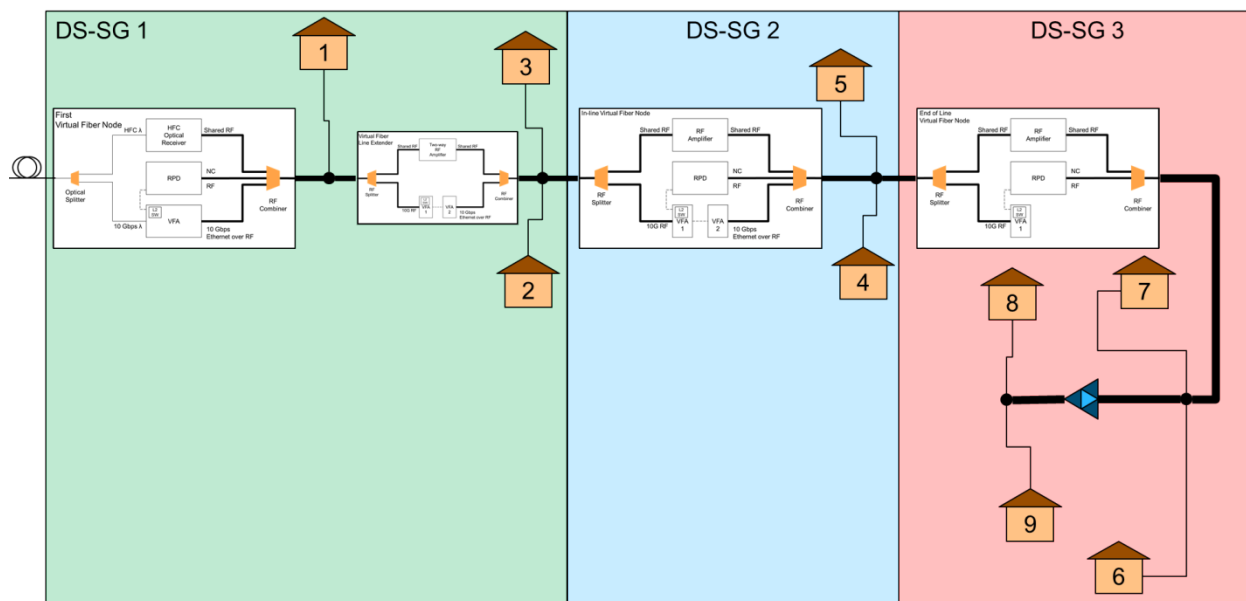 DS-SG 1
DS-SG 2
DS-SG 3
1
3
5
First
Virtual Fiber Node
HFC λ
HFC
Optical
Receiver
Shared RF
Optical
Splitter
RPD
NC
RF
L2
SW
VFA
10 Gbps λ
10 Gbps
Ethernet over RF
RF
Combiner
Virtual Fiber
Line Extender
Shared RF
Two-way
RF
Amplifier
Shared RF
RF
Splitter
10G RF
VFA
1
VFA
2
10 Gbps
Ethernet over RF
RF
Combiner
2
In-line Virtual Fiber Node
Shared RF
RF
Amplifier
Shared RF
RF
Splitter
RPD
NC
RF
10G RF
L2
SW
VFA
1
VFA
2
10 Gbps
Ethernet over RF
RF
Combiner
4
End of Line
Virtual Fiber Node
Shared RF
RF
Amplifier
Shared RF
RF
Splitter
RPD
NC
RF
10G RF
L2
SW
VFA
1
RF
Combiner
8
7
9
6